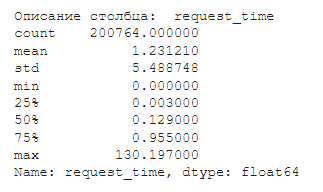 Описание столбца:  request_time
count    200764.000000
mean          1.231210
std           5.488748
min           0.000000
25%           0.003000
50%           0.129000
75%           0.955000
max         130.197000
Name: request_time, dtype: float64